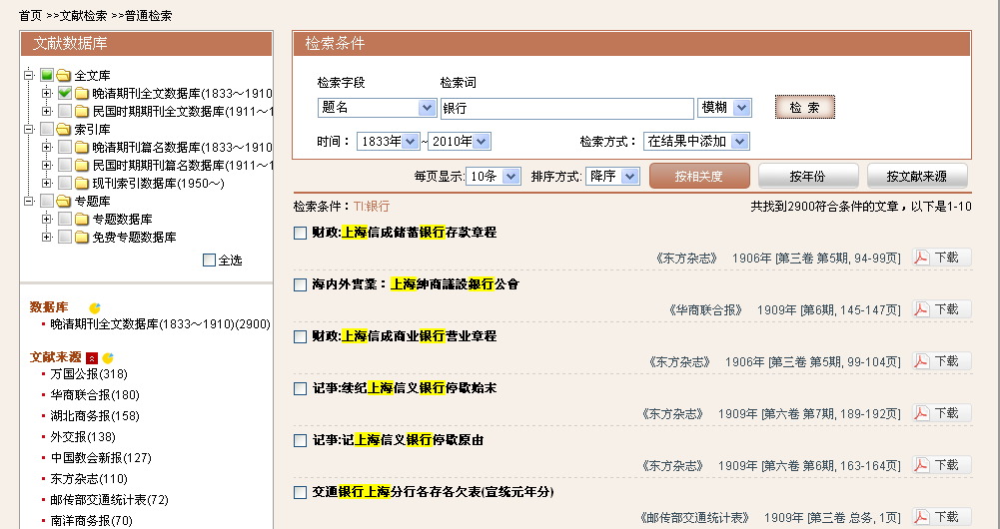 首页 >>文献检索 >>普通检索
文献数据库
全文库
晚清期刊全文数据库(1833～1910
民国时期期刊全文数据库(1911～1
索引库
晚清期刊篇名数据库(1833～1910
民国时期期刊篇名数据库(1911～1
现刊索引数据库(1950～)
专题库
专题数据库
免费专题数据库
全选
数据库
晚清期刊全文数据库(1833～1910)(2900)
文献来源
万国公报(318)
华商联合报(180)
湖北商务报(158)
外交报(138)
中国教会新报(127)
东方杂志(110)
邮传部交通统计表(72)
南洋商务报(70)
检索条件
检索字段 检索词
题名 银行 模糊 检 索
时间： 1833年 ~ 2010年 检索方式： 在结果中添加
每页显示: 10条 排序方式: 降序 按相关度 按年份 按文献来源
检索条件：TI:银行 共找到2900符合条件的文章，以下是1-10
财政:上海信成储蓄银行存款章程
《东方杂志》 1906年 [第三卷 第5期, 94-99页] 下载
海内外實業：上海紳商議設銀行公會
《华商联合报》 1909年 [第6期, 145-147页] 下载
财政:上海信成商业银行营业章程
《东方杂志》 1906年 [第三卷 第5期, 99-104页] 下载
记事:续纪上海信义银行停歇始末
《东方杂志》 1909年 [第六卷 第7期, 189-192页] 下载
记事:记上海信义银行停歇原由
《东方杂志》 1909年 [第六卷 第6期, 163-164页] 下载
交通银行上海分行名存名欠表(宣统元年分)
《邮传部交通统计表》 1909年 [第三卷 总务, 1页] 下载